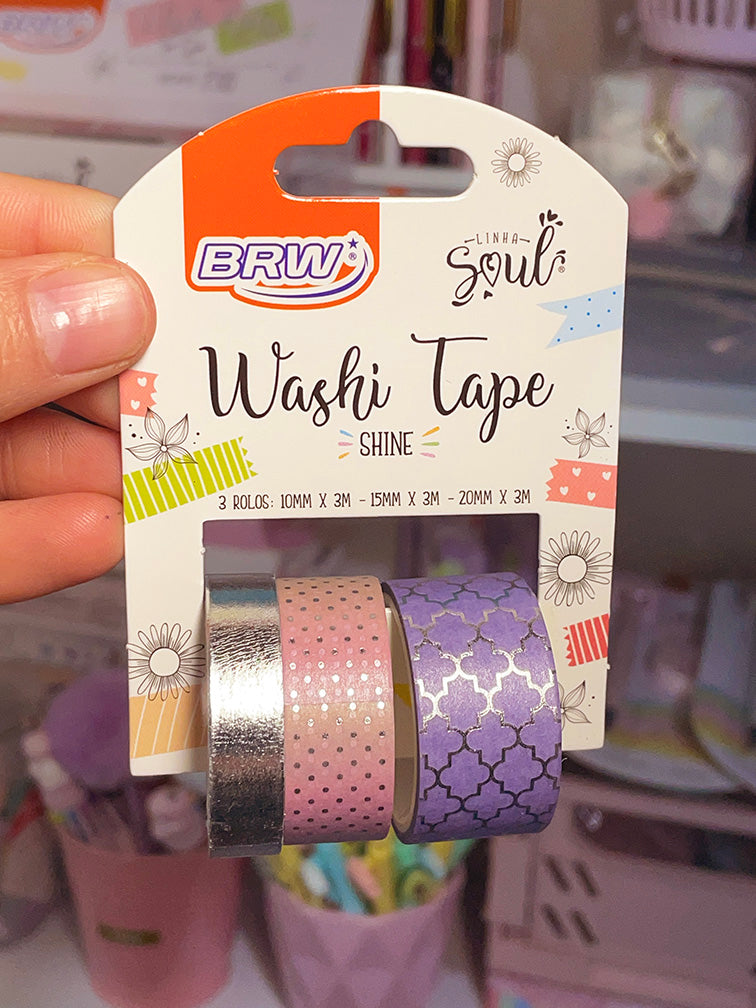 BRW®
LINHA
Soul®
Washi Tape
SHINE
3 ROLOS: 10MM X 3M - 15MM X 3M - 20MM X 3M